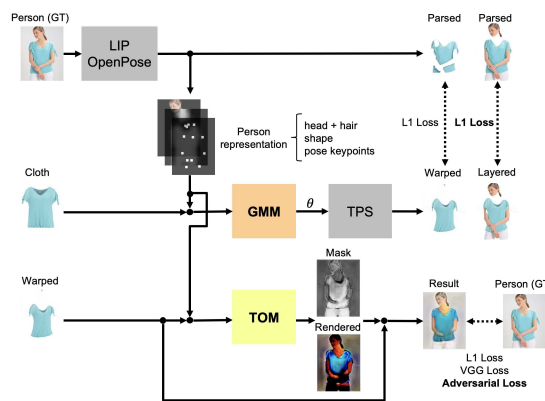 Person (GT)
LIP
OpenPose
Parsed
Parsed
L1 Loss
L1 Loss
Person
representation
head + hair
shape
pose keypoints
Cloth
GMM
θ
TPS
Warped
Layered
Warped
TOM
Mask
Rendered
Result
Person (GT
L1 Loss
VGG Loss
Adversarial Loss